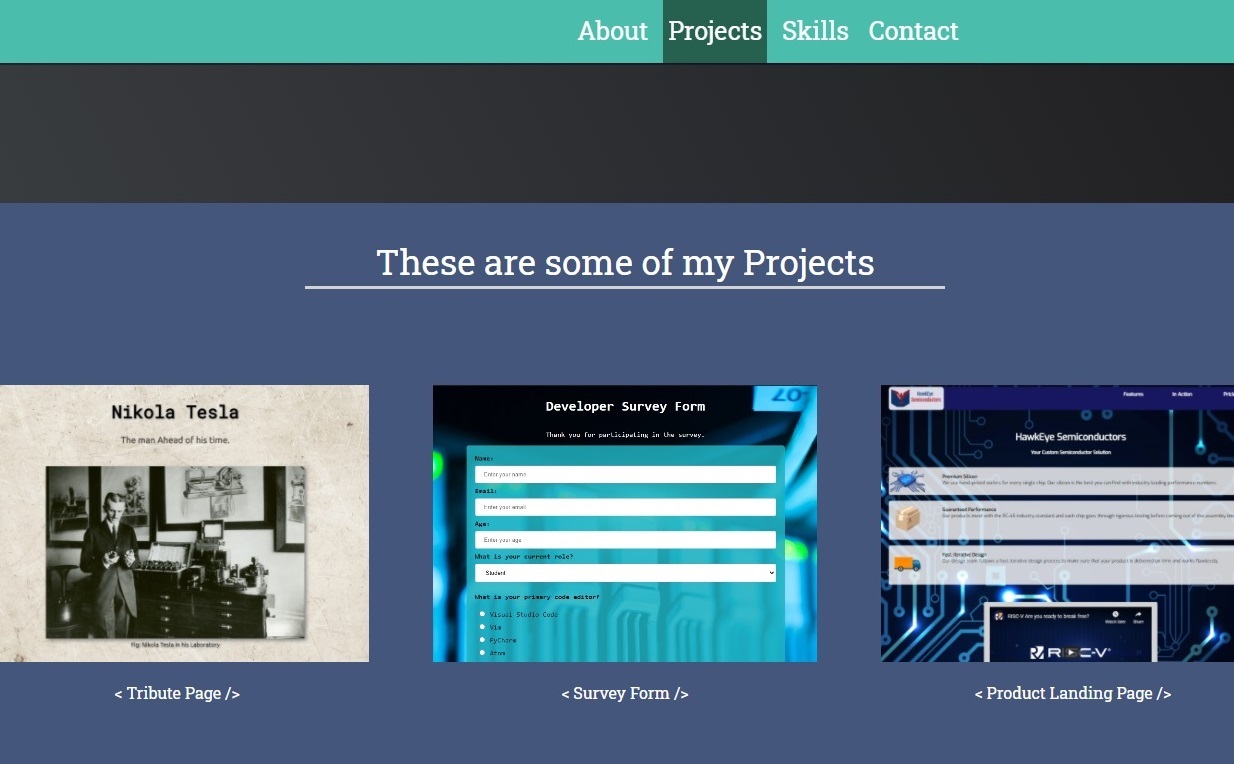 About Projects Skills Contact
These are some of my Projects
Nikola Tesla
The man Ahead of his time.
Fig: Nikola Tesla in his Laboratory
< Tribute Page />
Developer Survey Form
Thank you for participating in the survey.
Name:
Enter your name
Email:
Enter your email
Age:
Enter your age
What is your current role?
Student
What is your primary code editor?
Visual Studio Code
Vim
PyCharm
Atom
< Survey Form />
HawkEye
Semiconductors
Features In Action
HawkEye Semiconductors
Your Custom Semiconductor Solution
Premium Silicon
Guaranteed Performance
Fast, Iterative Design
RISC-V: Are you ready to break free?
Watch later Share
RISC-V
< Product Landing Page />